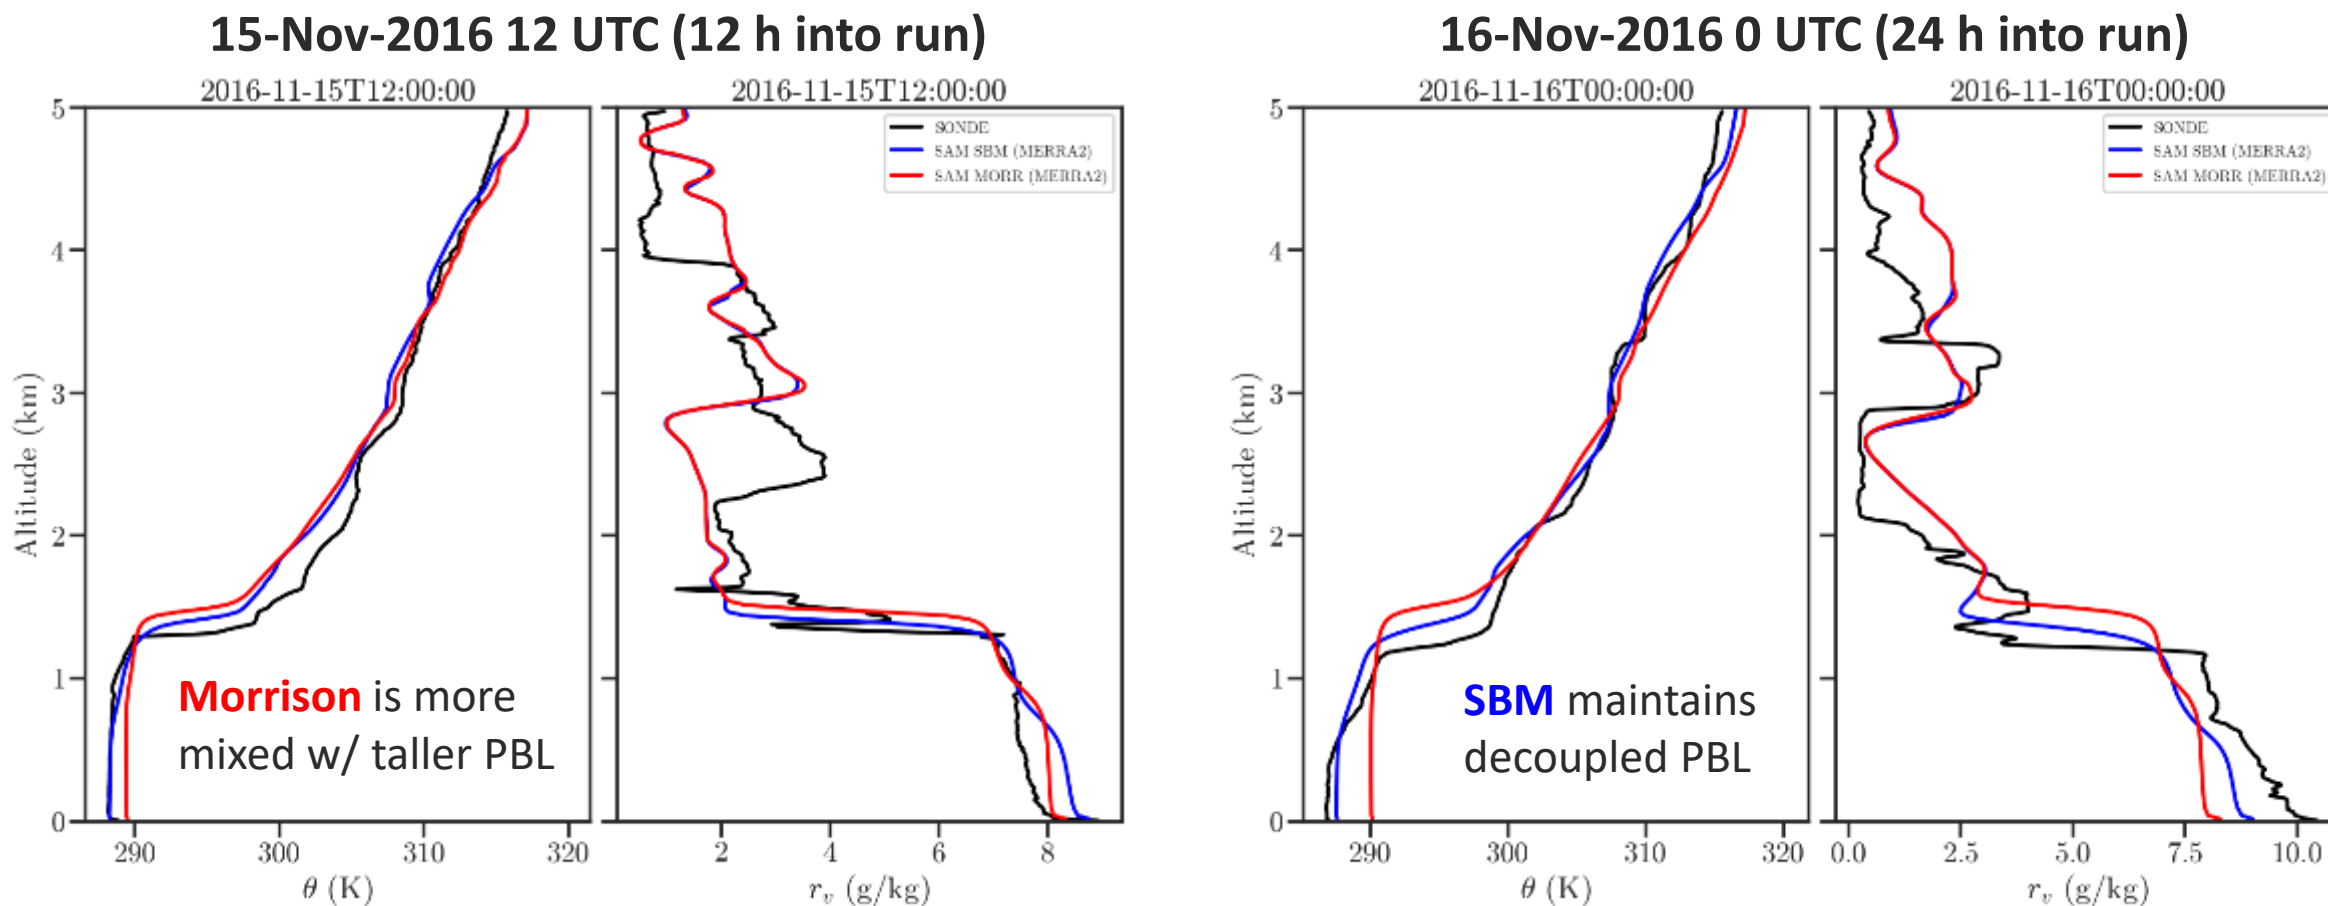 15-Nov-2016 12 UTC (12 h into run)
16-Nov-2016 0 UTC (24 h into run)
2016-11-15T12:00:00
2016-11-15T12:00:00
2016-11-16T00:00:00
2016-11-16T00:00:00
5
4
3
2
1
0
Altitude (km)
290
300
310
320
θ (K)
Morrison is more
mixed w/ taller PBL
SONDE
SAM SBM (MERRA2)
SAM MORR (MERRA2)
2
4
6
8
r_v (g/kg)
5
4
3
2
1
0
Altitude (km)
290
300
310
320
θ (K)
SBM maintains
decoupled PBL
SONDE
SAM SBM (MERRA2)
SAM MORR (MERRA2)
0.0
2.5
5.0
7.5
10.0
r_v (g/kg)